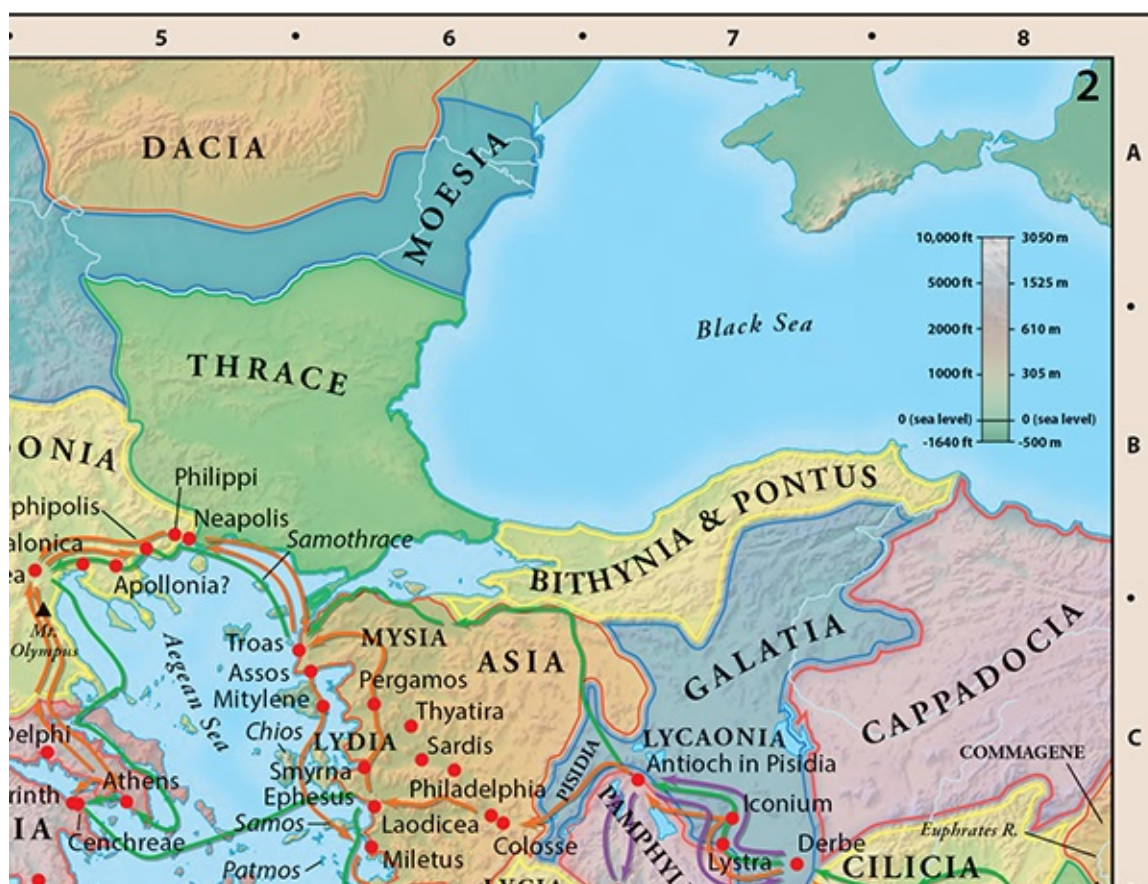 5 6 7 8
2
A
B
C
DACIA
MOESIA
10,000 ft 3050 m
5000 ft 1525 m
2000 ft 610 m
1000 ft 305 m
0 (sea level) 0 (sea level)
-1640 ft -500 m
Black Sea
THRACE
ONIA
Philippi
phipolis
Neapolis
alonica
Samothrace
ea
Apollonia?
BITHYNIA & PONTUS
Mt.
Olympus
Aegean Sea
Troas
MYSIA
ASIA
GALATIA
CAPPADOCIA
Assos
Mitylene
Pergamos
Chios
Thyatira
Delphi
LYDIA
Sardis
LYCAONIA
COMMAGENE
Smyrna
Philadelphia
PISIDIA
Antioch in Pisidia
Athens
rinth
Ephesus
PAMPHYLI
Iconium
IA
Cenchreae
Samos
Laodicea
Colosse
Euphrates R.
Patmos
Miletus
Lystra
Derbe
CILICIA
LYCIA